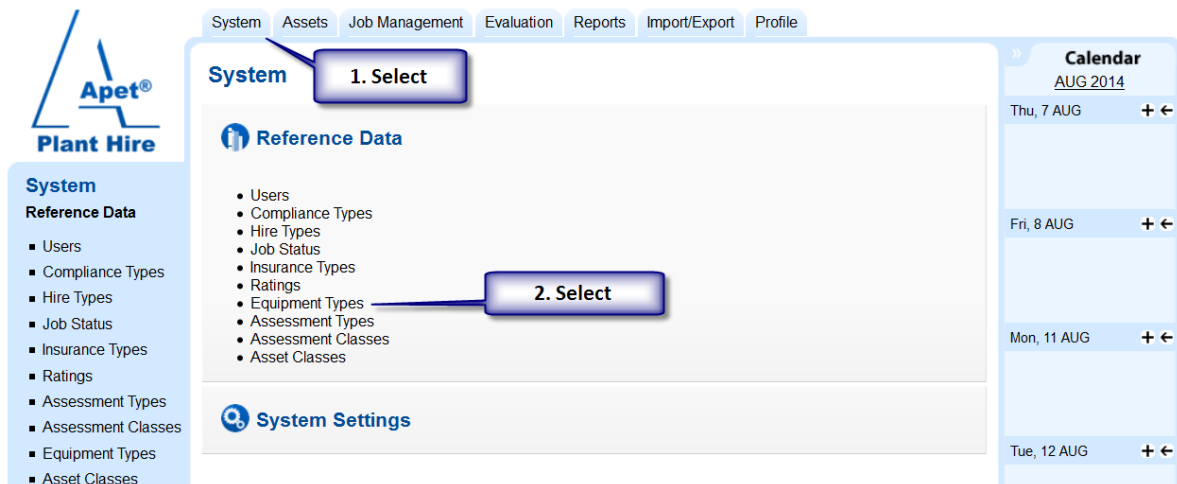 System Assets Job Management Evaluation Reports Import/Export Profile
Apet®
Plant Hire
System
Reference Data
Users
Compliance Types
Hire Types
Job Status
Insurance Types
Ratings
Assessment Types
Assessment Classes
Equipment Types
Asset Classes
System
1. Select
Reference Data
Users
Compliance Types
Hire Types
Job Status
Insurance Types
Ratings
Equipment Types
2. Select
Assessment Types
Assessment Classes
Asset Classes
System Settings
» Calendar
AUG 2014
Thu, 7 AUG
Fri, 8 AUG
Mon, 11 AUG
Tue, 12 AUG